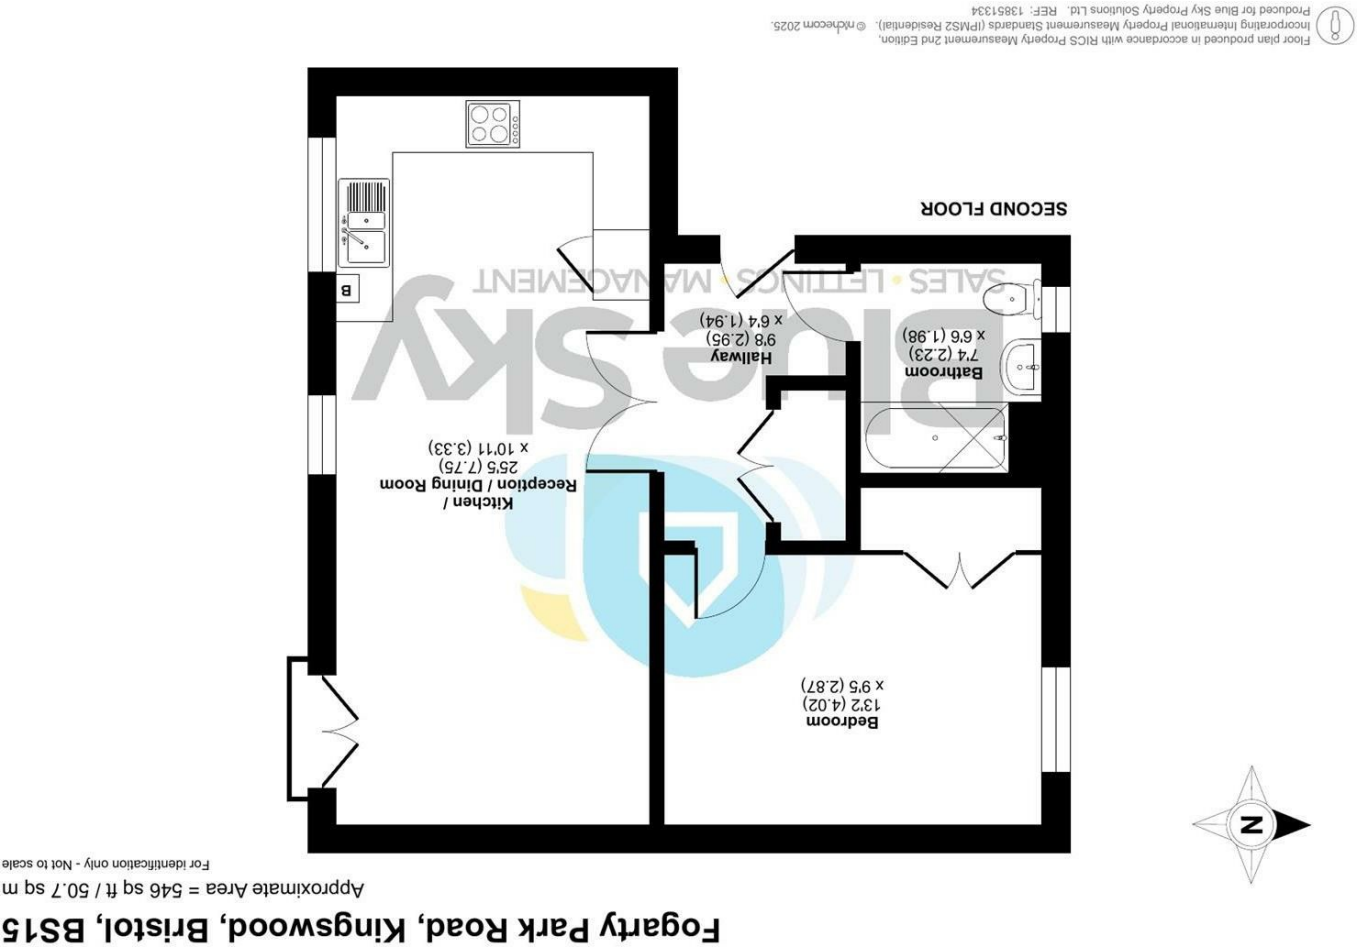 Fogarty Park Road, Kingswood, Bristol, BS15
Approximate Area = 546 sq ft / 50.7 sq m
For identification only - Not to scale
N
Bedroom
13'2 (4.02)
x 9'5 (2.87)
Kitchen /
Reception / Dining Room
25'5 (7.75)
x 10'11 (3.33)
Bathroom
7'4 (2.23)
x 6'6 (1.98)
Hallway
9'8 (2.95)
x 6'4 (1.94)
Blue Sky
SALES • LETTINGS • MANAGEMENT
B
SECOND FLOOR
Floor plan produced in accordance with RICS Property Measurement 2nd Edition,
Incorporating International Property Measurement Standards (IPMS2 Residential). © nichecom 2025.
Produced for Blue Sky Property Solutions Ltd. REF: 13851334